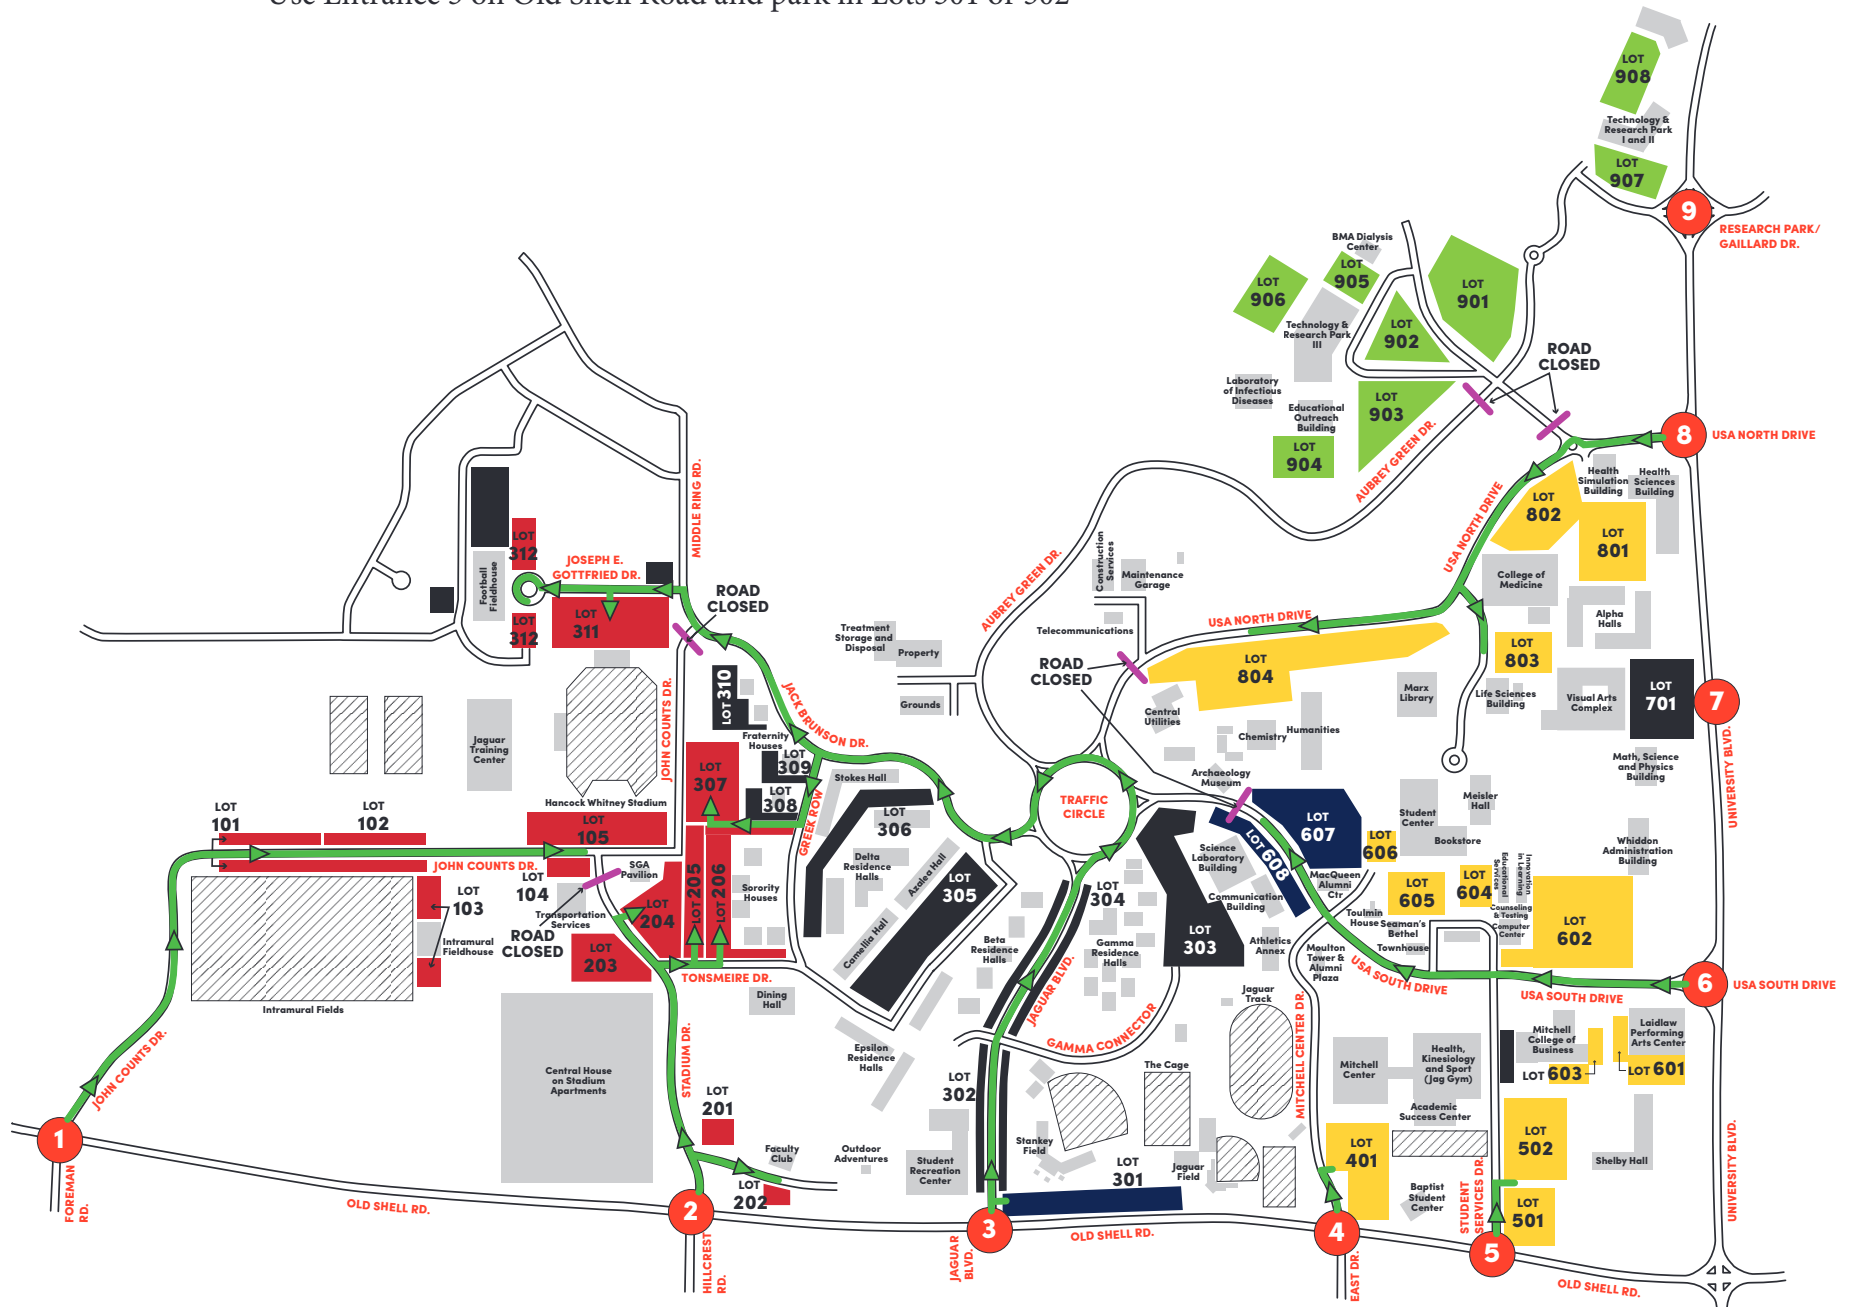 Use Entrance 5 on Old Shell Road and park in Lots 501 or 502
LOT
908
Technology &
Research Park
I and II
LOT
907
9
RESEARCH PARK/
GAILLARD DR.
BMA Dialysis
Center
LOT
905
LOT
906
LOT
901
LOT
902
Technology &
Research Park
III
ROAD
CLOSED
Laboratory
of Infectious
Diseases
Educational
Outreach
Building
LOT
903
LOT
904
AUBREY GREEN DR.
8
USA NORTH DRIVE
Health
Simulation
Building
Health
Sciences
Building
LOT
802
LOT
801
USA NORTH DRIVE
College of
Medicine
Alpha
Halls
MIDDLE RING RD.
LOT
312
Football
Fieldhouse
JOSEPH E.
GOTTFRIED DR.
LOT
311
LOT
312
ROAD
CLOSED
Construction
Services
Maintenance
Garage
AUBREY GREEN DR.
Telecommunications
USA NORTH DRIVE
Treatment
Storage and
Disposal
Property
Grounds
ROAD
CLOSED
LOT
804
LOT
803
Marx
Library
Life Sciences
Building
Visual Arts
Complex
LOT
701
7
UNIVERSITY BLVD.
Central
Utilities
Chemistry
Humanities
Math, Science
and Physics
Building
LOT 310
JACK BRUNSON DR.
JOHN COUNTS DR.
Jaguar
Training
Center
Fraternity
Houses
LOT
309
LOT
307
LOT
308
Stokes Hall
GREEK ROW
Hancock Whitney Stadium
LOT
101
LOT
102
LOT
105
LOT
306
TRAFFIC
CIRCLE
Archaeology
Museum
LOT
607
LOT 608
LOT
606
Student
Center
Meisler
Hall
Bookstore
Whiddon
Administration
Building
JOHN COUNTS DR.
LOT
104
SGA
Pavilion
LOT
103
Transportation
Services
ROAD
CLOSED
Intramural
Fieldhouse
LOT
204
LOT 205
LOT 206
Sorority
Houses
LOT
203
TONSMEIRE DR.
Delta
Residence
Halls
Azalea Hall
Camellia Hall
LOT
305
LOT
304
Science
Laboratory
Building
Communication
Building
LOT
303
MacQueen
Alumni
Ctr
LOT
605
LOT
604
Educational
Services
Innovation
in Learning
Counseling
& Testing
Computer
Center
LOT
602
Toulmin
House
Seaman's
Bethel
Townhouse
Athletics
Annex
Moulton
Tower &
Alumni
Plaza
USA SOUTH DRIVE
USA SOUTH DRIVE
6
USA SOUTH DRIVE
Beta
Residence
Halls
Gamma
Residence
Halls
JAGUAR BLVD.
GAMMA CONNECTOR
Jaguar
Track
Intramural Fields
Dining
Hall
JOHN COUNTS DR.
Central House
on Stadium
Apartments
STADIUM DR.
Epsilon
Residence
Halls
The Cage
MITCHELL CENTER DR.
Mitchell
Center
Health,
Kinesiology
and Sport
(Jag Gym)
Mitchell
College of
Business
Laidlaw
Performing
Arts Center
LOT 603
LOT 601
LOT
302
LOT
201
Academic
Success Center
LOT
502
Shelby Hall
UNIVERSITY BLVD.
1
FOREMAN
RD.
Faculty
Club
LOT
202
Outdoor
Adventures
Student
Recreation
Center
Stankey
Field
LOT
301
Jaguar
Field
LOT
401
Baptist
Student
Center
STUDENT
SERVICES DR.
LOT
501
OLD SHELL RD.
2
HILLCREST
RD.
3
JAGUAR
BLVD.
OLD SHELL RD.
4
EAST DR.
5
OLD SHELL RD.